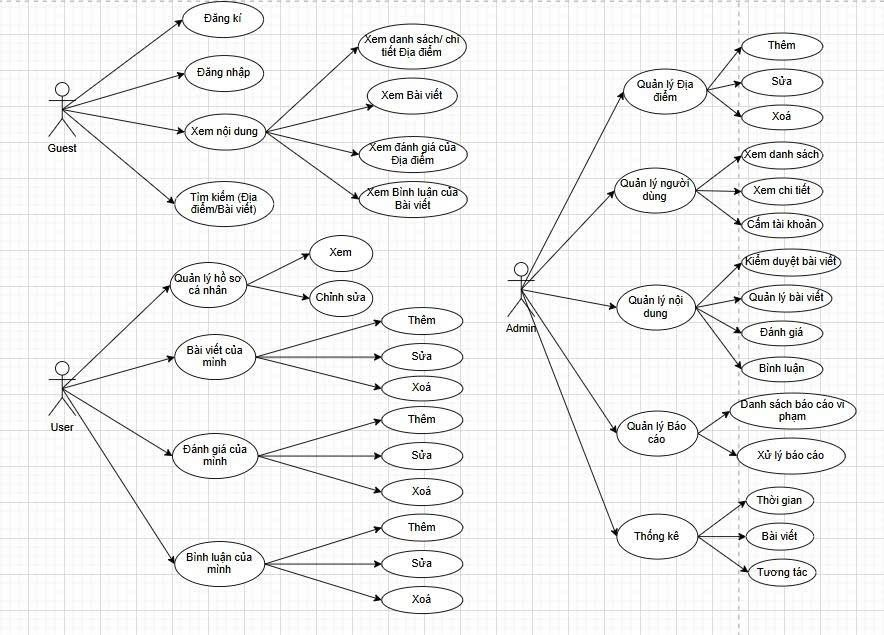 Đăng kí
Đăng nhập
Xem nội dung
Tìm kiếm (Địa
điểm/Bài viết)
Guest
Xem danh sách/ chi
tiết Địa điểm
Xem Bài viết
Xem đánh giá của
Địa điểm
Xem Bình luận của
Bài viết
Quản lý hồ sơ
cá nhân
Xem
Chỉnh sửa
Bài viết của
mình
Thêm
Sửa
Xoá
User
Đánh giá của
mình
Thêm
Sửa
Xoá
Bình luận của
mình
Thêm
Sửa
Xoá
Admin
Quản lý Địa
điểm
Thêm
Sửa
Xoá
Quản lý người
dùng
Xem danh sách
Xem chi tiết
Cấm tài khoản
Quản lý nội
dung
Kiểm duyệt bài viết
Quản lý bài viết
Đánh giá
Bình luận
Quản lý Báo
cáo
Danh sách báo cáo vi
phạm
Xử lý báo cáo
Thống kê
Thời gian
Bài viết
Tương tác